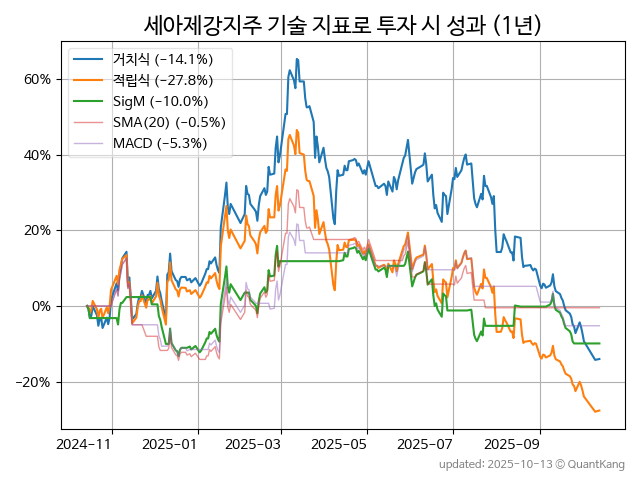 세아제강지주 기술 지표로 투자 시 성과 (1년)
거치식 (−14.1%)
적립식 (−27.8%)
SigM (−10.0%)
SMA(20) (−0.5%)
MACD (−5.3%)
60%
40%
20%
0%
−20%
2024-11 2025-01 2025-03 2025-05 2025-07 2025-09
updated: 2025-10-13 © QuantKang